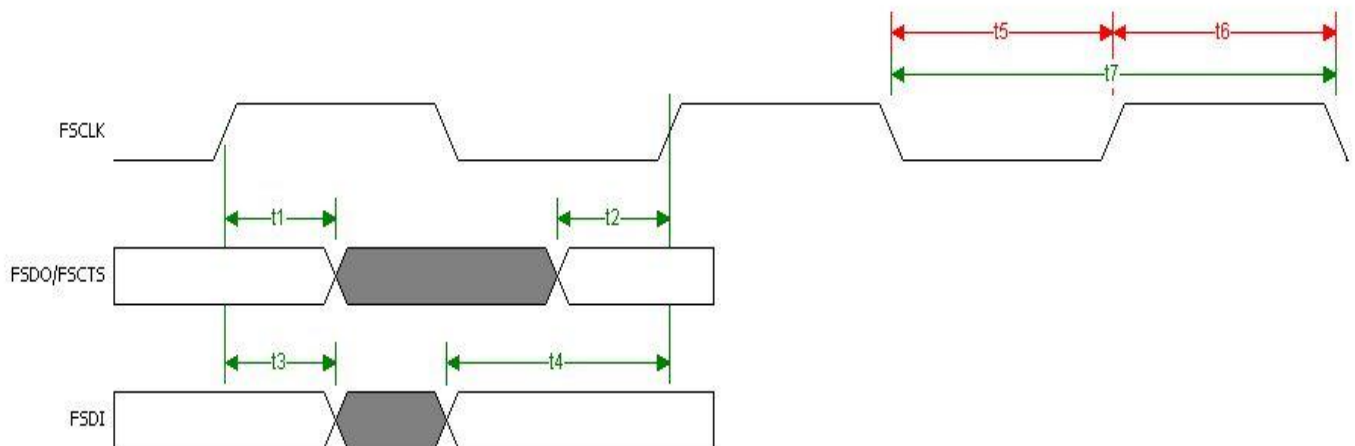 t5 t6
t7
FSCLK
t1 t2
FSDO/FSCTS
t3 t4
FSDI